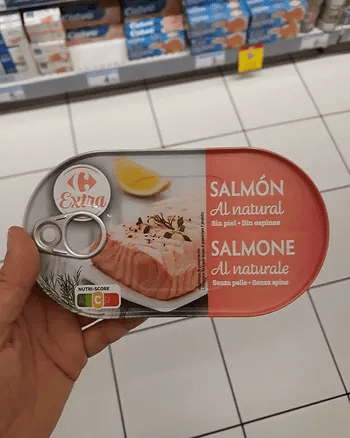 Extra
SALMÓN
Al natural
Sin piel • Sin espinas
SALMONE
Al naturale
Senza pelle • Senza spine
NUTRI-SCORE
C